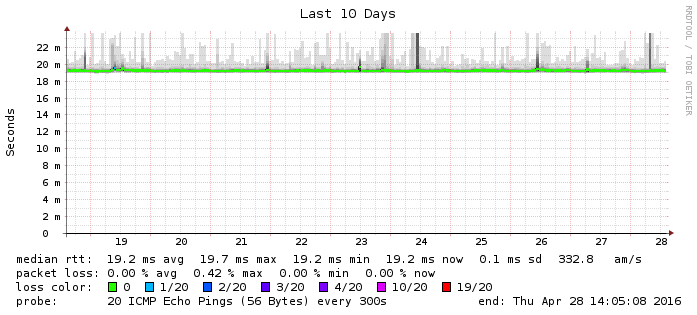 Last 10 Days
RRDTOOL / TOBI OETIKER
Seconds
22 m
20 m
18 m
16 m
14 m
12 m
10 m
8 m
6 m
4 m
2 m
0
19 20 21 22 23 24 25 26 27 28
median rtt: 19.2 ms avg 19.7 ms max 19.2 ms min 19.2 ms now 0.1 ms sd 332.8 am/s
packet loss: 0.00 % avg 0.42 % max 0.00 % min 0.00 % now
loss color: 0 1/20 2/20 3/20 4/20 10/20 19/20
probe: 20 ICMP Echo Pings (56 Bytes) every 300s end: Thu Apr 28 14:05:08 2016